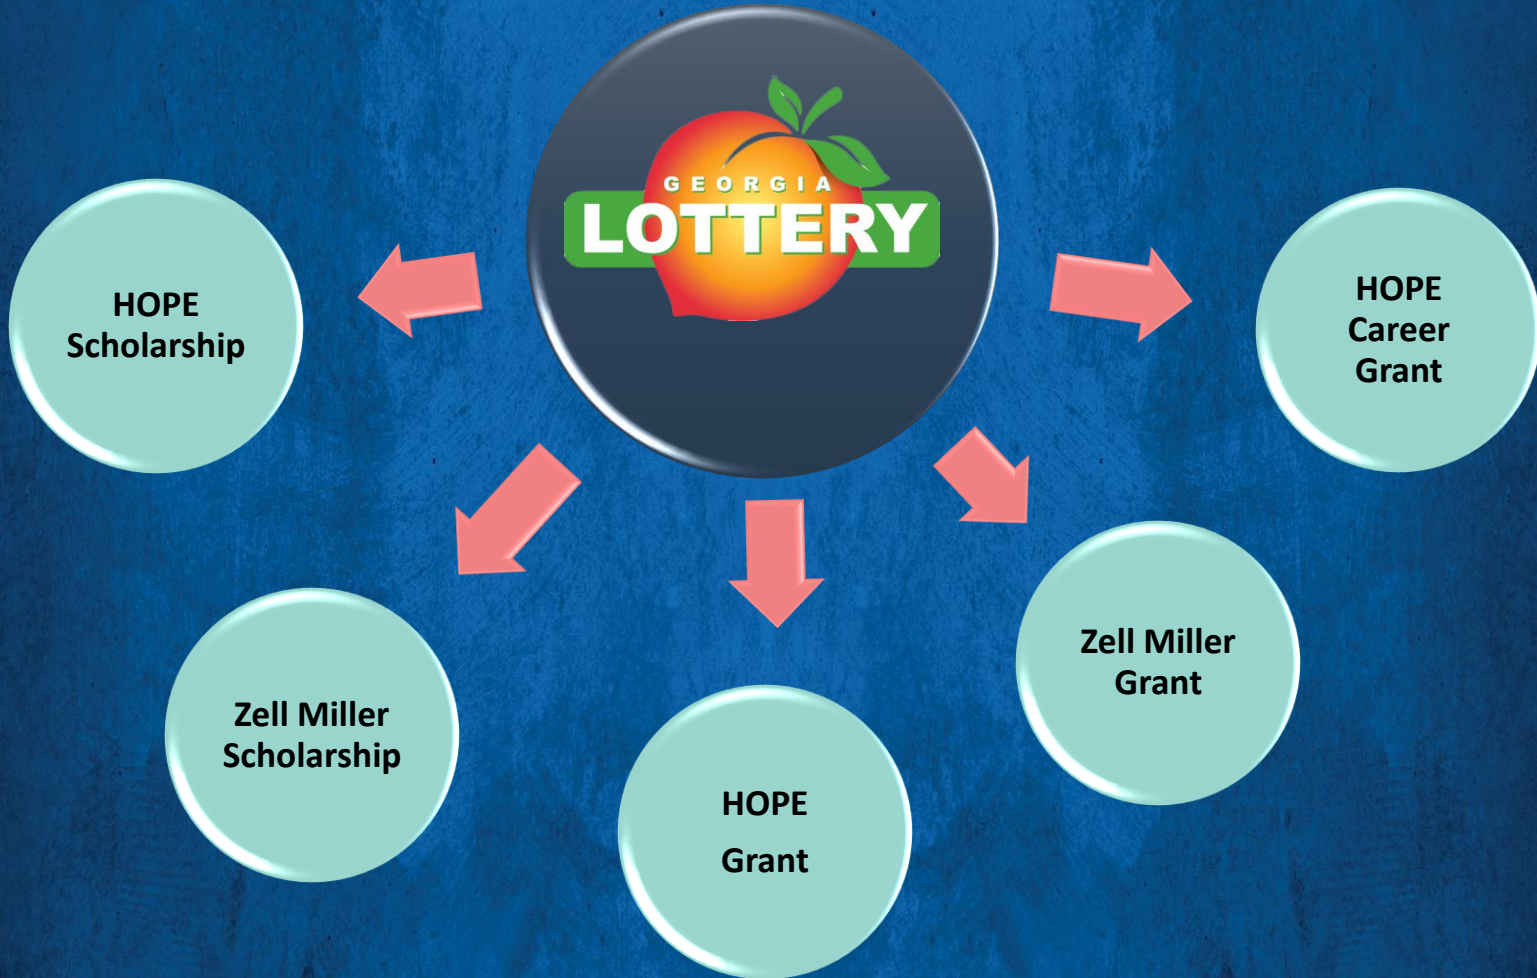 GEORGIA
LOTTERY
HOPE
Scholarship
HOPE
Career
Grant
Zell Miller
Scholarship
HOPE
Grant
Zell Miller
Grant